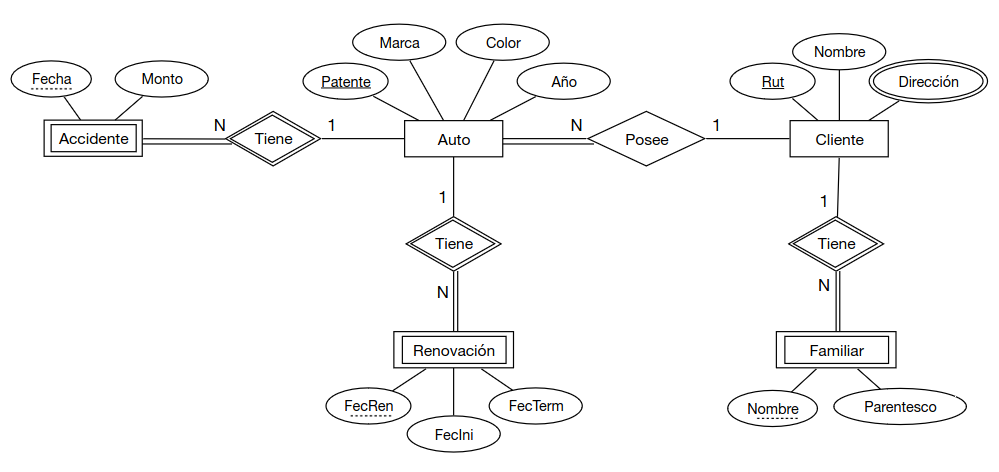 Marca
Color
Nombre
Fecha
Monto
Patente
Año
Rut
Dirección
Accidente
N
Tiene
1
Auto
N
Posee
1
Cliente
1
1
Tiene
Tiene
N
N
Renovación
Familiar
FecRen
FecTerm
Nombre
Parentesco
FecIni